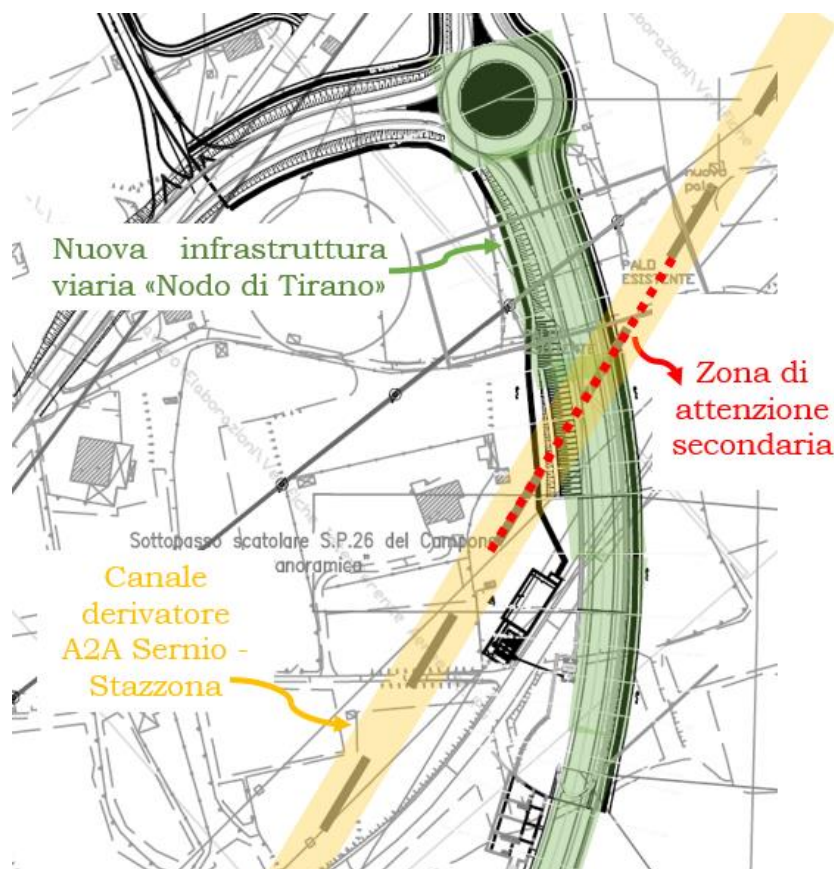 Nuova infrastruttura
viaria «Nodo di Tirano»
nuovo
palo
PALO
ESISTENTE
Zona di
attenzione
secondaria
Sottopasso scatolare S.P.26 del Campone
anoramica"
Canale
derivatore
A2A Sernio -
Stazzona